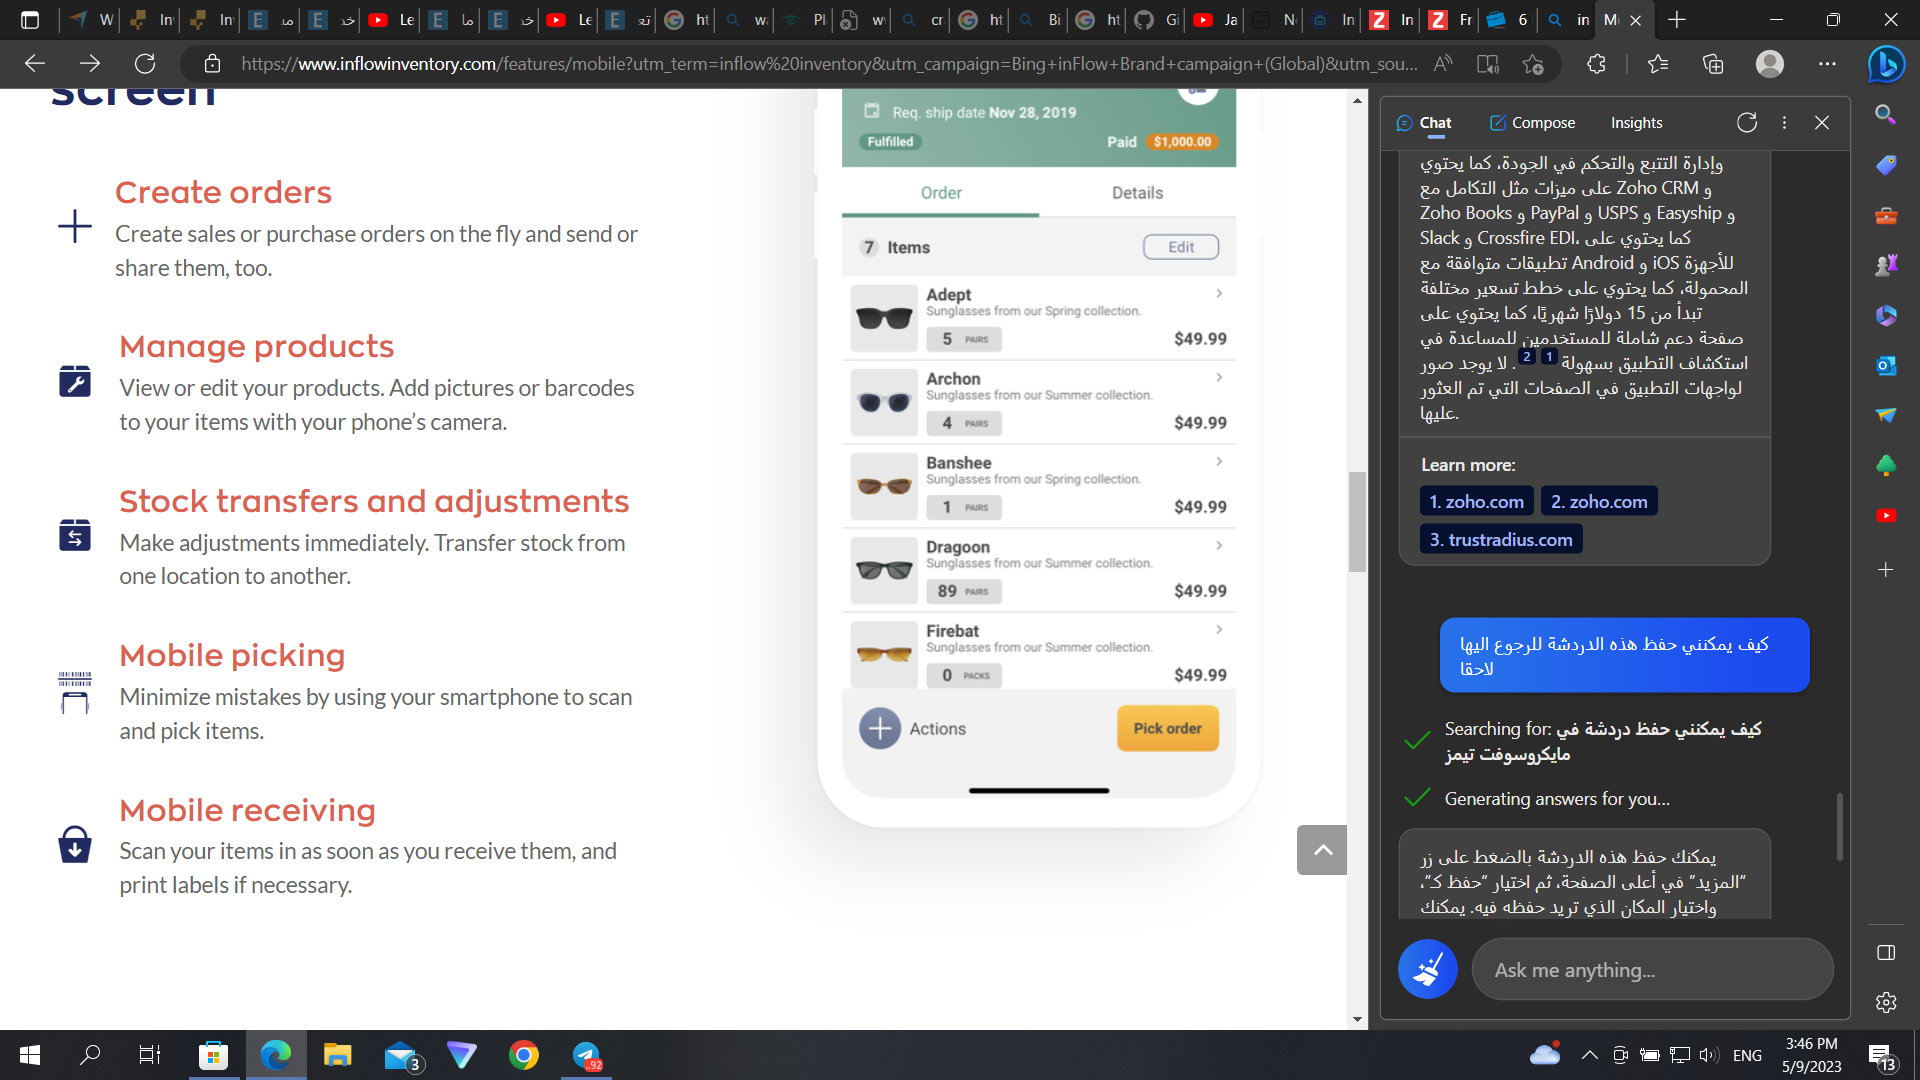 W
In
In
E مد
E خد
Le
E ما
E خد
Le
E تع
ht
wa
Pl
w
cr
ht
Bi
ht
Gi
Ja
N
In
In
Fr
6
in
M
https://www.inflowinventory.com/features/mobile?utm_term=inflow%20inventory&utm_campaign=Bing+inFlow+Brand+campaign+(Global)&utm_sou...
screen
Create orders
Create sales or purchase orders on the fly and send or
share them, too.
Manage products
View or edit your products. Add pictures or barcodes
to your items with your phone’s camera.
Stock transfers and adjustments
Make adjustments immediately. Transfer stock from
one location to another.
Mobile picking
Minimize mistakes by using your smartphone to scan
and pick items.
Mobile receiving
Scan your items in as soon as you receive them, and
print labels if necessary.
Req. ship date Nov 28, 2019
Fulfilled Paid $1,000.00
Order Details
7 Items Edit
Adept
Sunglasses from our Spring collection.
5 PAIRS $49.99
Archon
Sunglasses from our Summer collection.
4 PAIRS $49.99
Banshee
Sunglasses from our Spring collection.
1 PAIRS $49.99
Dragoon
Sunglasses from our Summer collection.
89 PAIRS $49.99
Firebat
Sunglasses from our Summer collection.
0 PACKS $49.99
Actions Pick order
Chat Compose Insights
وإدارة التتبع والتحكم في الجودة، كما يحتوي
على ميزات مثل التكامل مع Zoho CRM و
Zoho Books و PayPal و USPS و Easyship و
Slack و Crossfire EDI، كما يحتوي على
تطبيقات متوافقة مع Android و iOS للأجهزة
المحمولة، كما يحتوي على خطط تسعير مختلفة
تبدأ من 15 دولارًا شهريًا، كما يحتوي على
صفحة دعم شاملة للمستخدمين للمساعدة في
استكشاف التطبيق بسهولة 1 2 . لا يوجد صور
لواجهات التطبيق في الصفحات التي تم العثور
عليها.
Learn more:
1. zoho.com 2. zoho.com
3. trustradius.com
كيف يمكنني حفظ هذه الدردشة للرجوع اليها
لاحقا
Searching for: كيف يمكنني حفظ دردشة في
مايكروسوفت تيمز
Generating answers for you...
يمكنك حفظ هذه الدردشة بالضغط على زر
“المزيد” في أعلى الصفحة، ثم اختيار “حفظ كـ”،
واختيار المكان الذي تريد حفظه فيه. يمكنك
Ask me anything...
3
..92
ENG
3:46 PM
5/9/2023
13